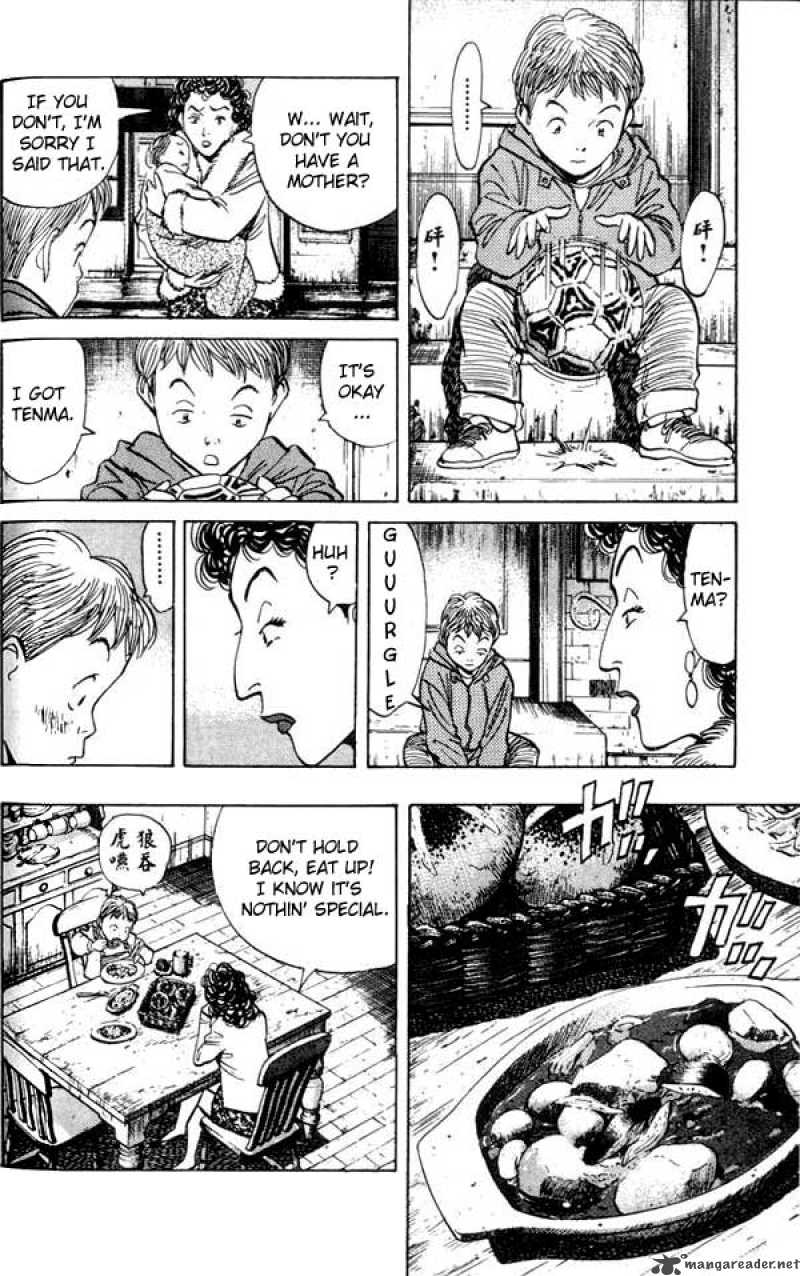 ………
砰！
砰！
W... WAIT,
DON'T YOU
HAVE A
MOTHER?
IF YOU
DON'T, I'M
SORRY I
SAID THAT.
IT'S
OKAY
...
I GOT
TENMA.
TEN-
MA?
GUUURGLE
HUH
?
………
ガ!!
ガ!!
DON'T HOLD
BACK, EAT UP!
I KNOW IT'S
NOTHIN' SPECIAL.
狼吞
虎嚥
mangareader.net